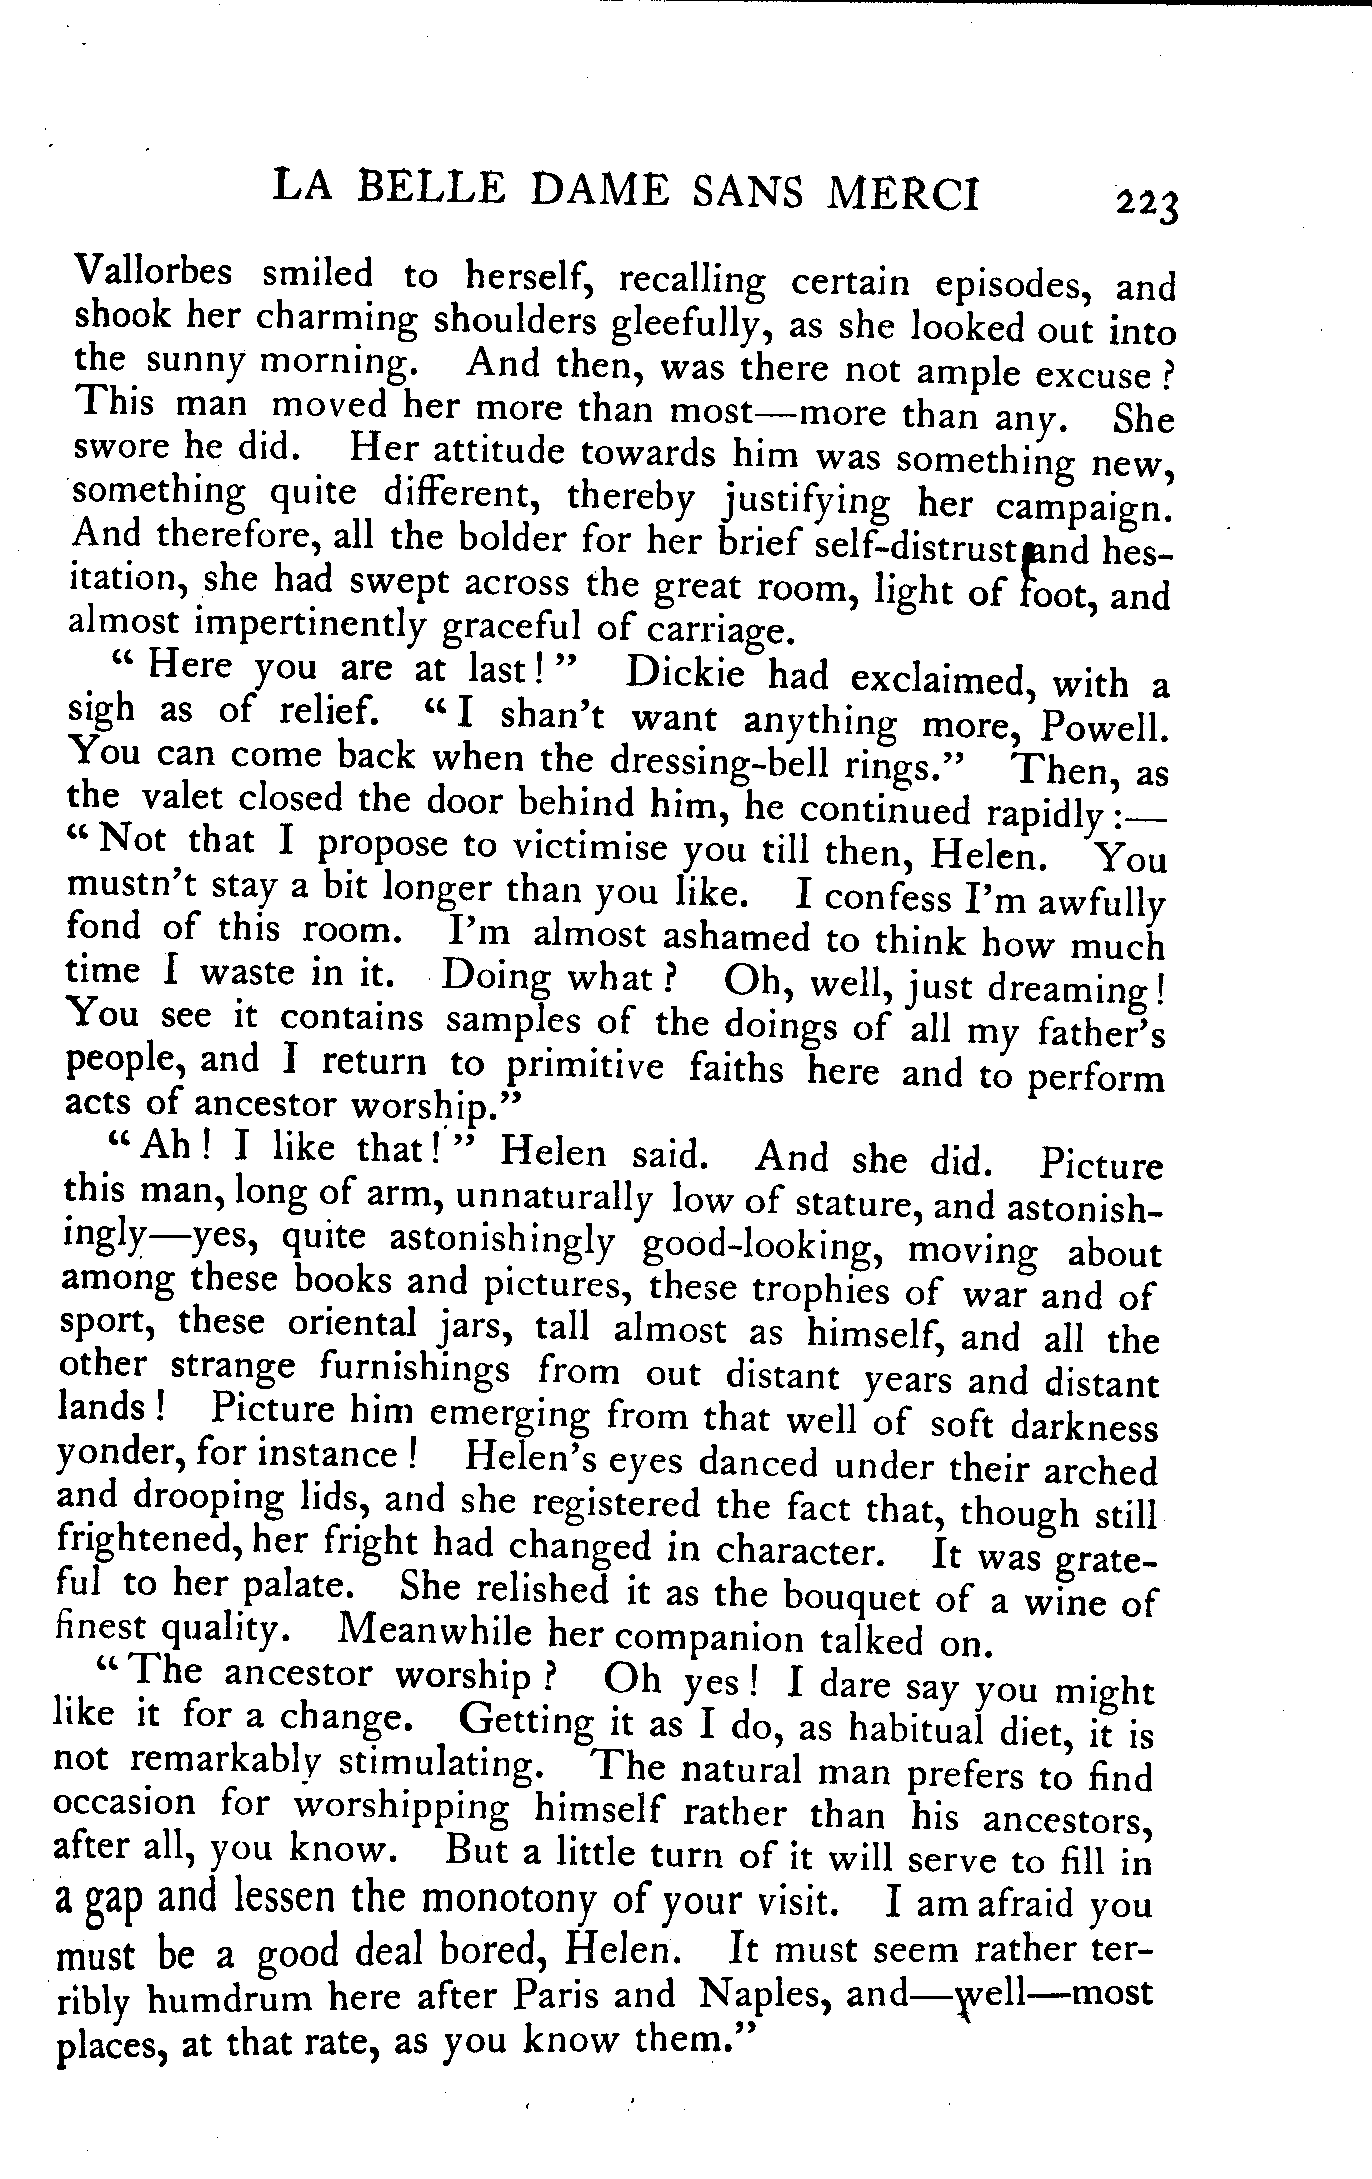 LA BELLE DAME SANS MERCI 223
Vallorbes smiled to herself, recalling certain episodes, and
shook her charming shoulders gleefully, as she looked out into
the sunny morning. And then, was there not ample excuse ?
This man moved her more than most—more than any. She
swore he did. Her attitude towards him was something new,
something quite different, thereby justifying her campaign.
And therefore, all the bolder for her brief self-distrust and hes-
itation, she had swept across the great room, light of foot, and
almost impertinently graceful of carriage.
“ Here you are at last ! ” Dickie had exclaimed, with a
sigh as of relief. “ I shan’t want anything more, Powell.
You can come back when the dressing-bell rings.” Then, as
the valet closed the door behind him, he continued rapidly :—
“ Not that I propose to victimise you till then, Helen. You
mustn’t stay a bit longer than you like. I confess I’m awfully
fond of this room. I’m almost ashamed to think how much
time I waste in it. Doing what ? Oh, well, just dreaming !
You see it contains samples of the doings of all my father’s
people, and I return to primitive faiths here and to perform
acts of ancestor worship.”
“ Ah ! I like that ! ” Helen said. And she did. Picture
this man, long of arm, unnaturally low of stature, and astonish-
ingly—yes, quite astonishingly good-looking, moving about
among these books and pictures, these trophies of war and of
sport, these oriental jars, tall almost as himself, and all the
other strange furnishings from out distant years and distant
lands ! Picture him emerging from that well of soft darkness
yonder, for instance ! Helen’s eyes danced under their arched
and drooping lids, and she registered the fact that, though still
frightened, her fright had changed in character. It was grate-
ful to her palate. She relished it as the bouquet of a wine of
finest quality. Meanwhile her companion talked on.
“ The ancestor worship ? Oh yes ! I dare say you might
like it for a change. Getting it as I do, as habitual diet, it is
not remarkably stimulating. The natural man prefers to find
occasion for worshipping himself rather than his ancestors,
after all, you know. But a little turn of it will serve to fill in
a gap and lessen the monotony of your visit. I am afraid you
must be a good deal bored, Helen. It must seem rather ter-
ribly humdrum here after Paris and Naples, and—well—most
places, at that rate, as you know them.”